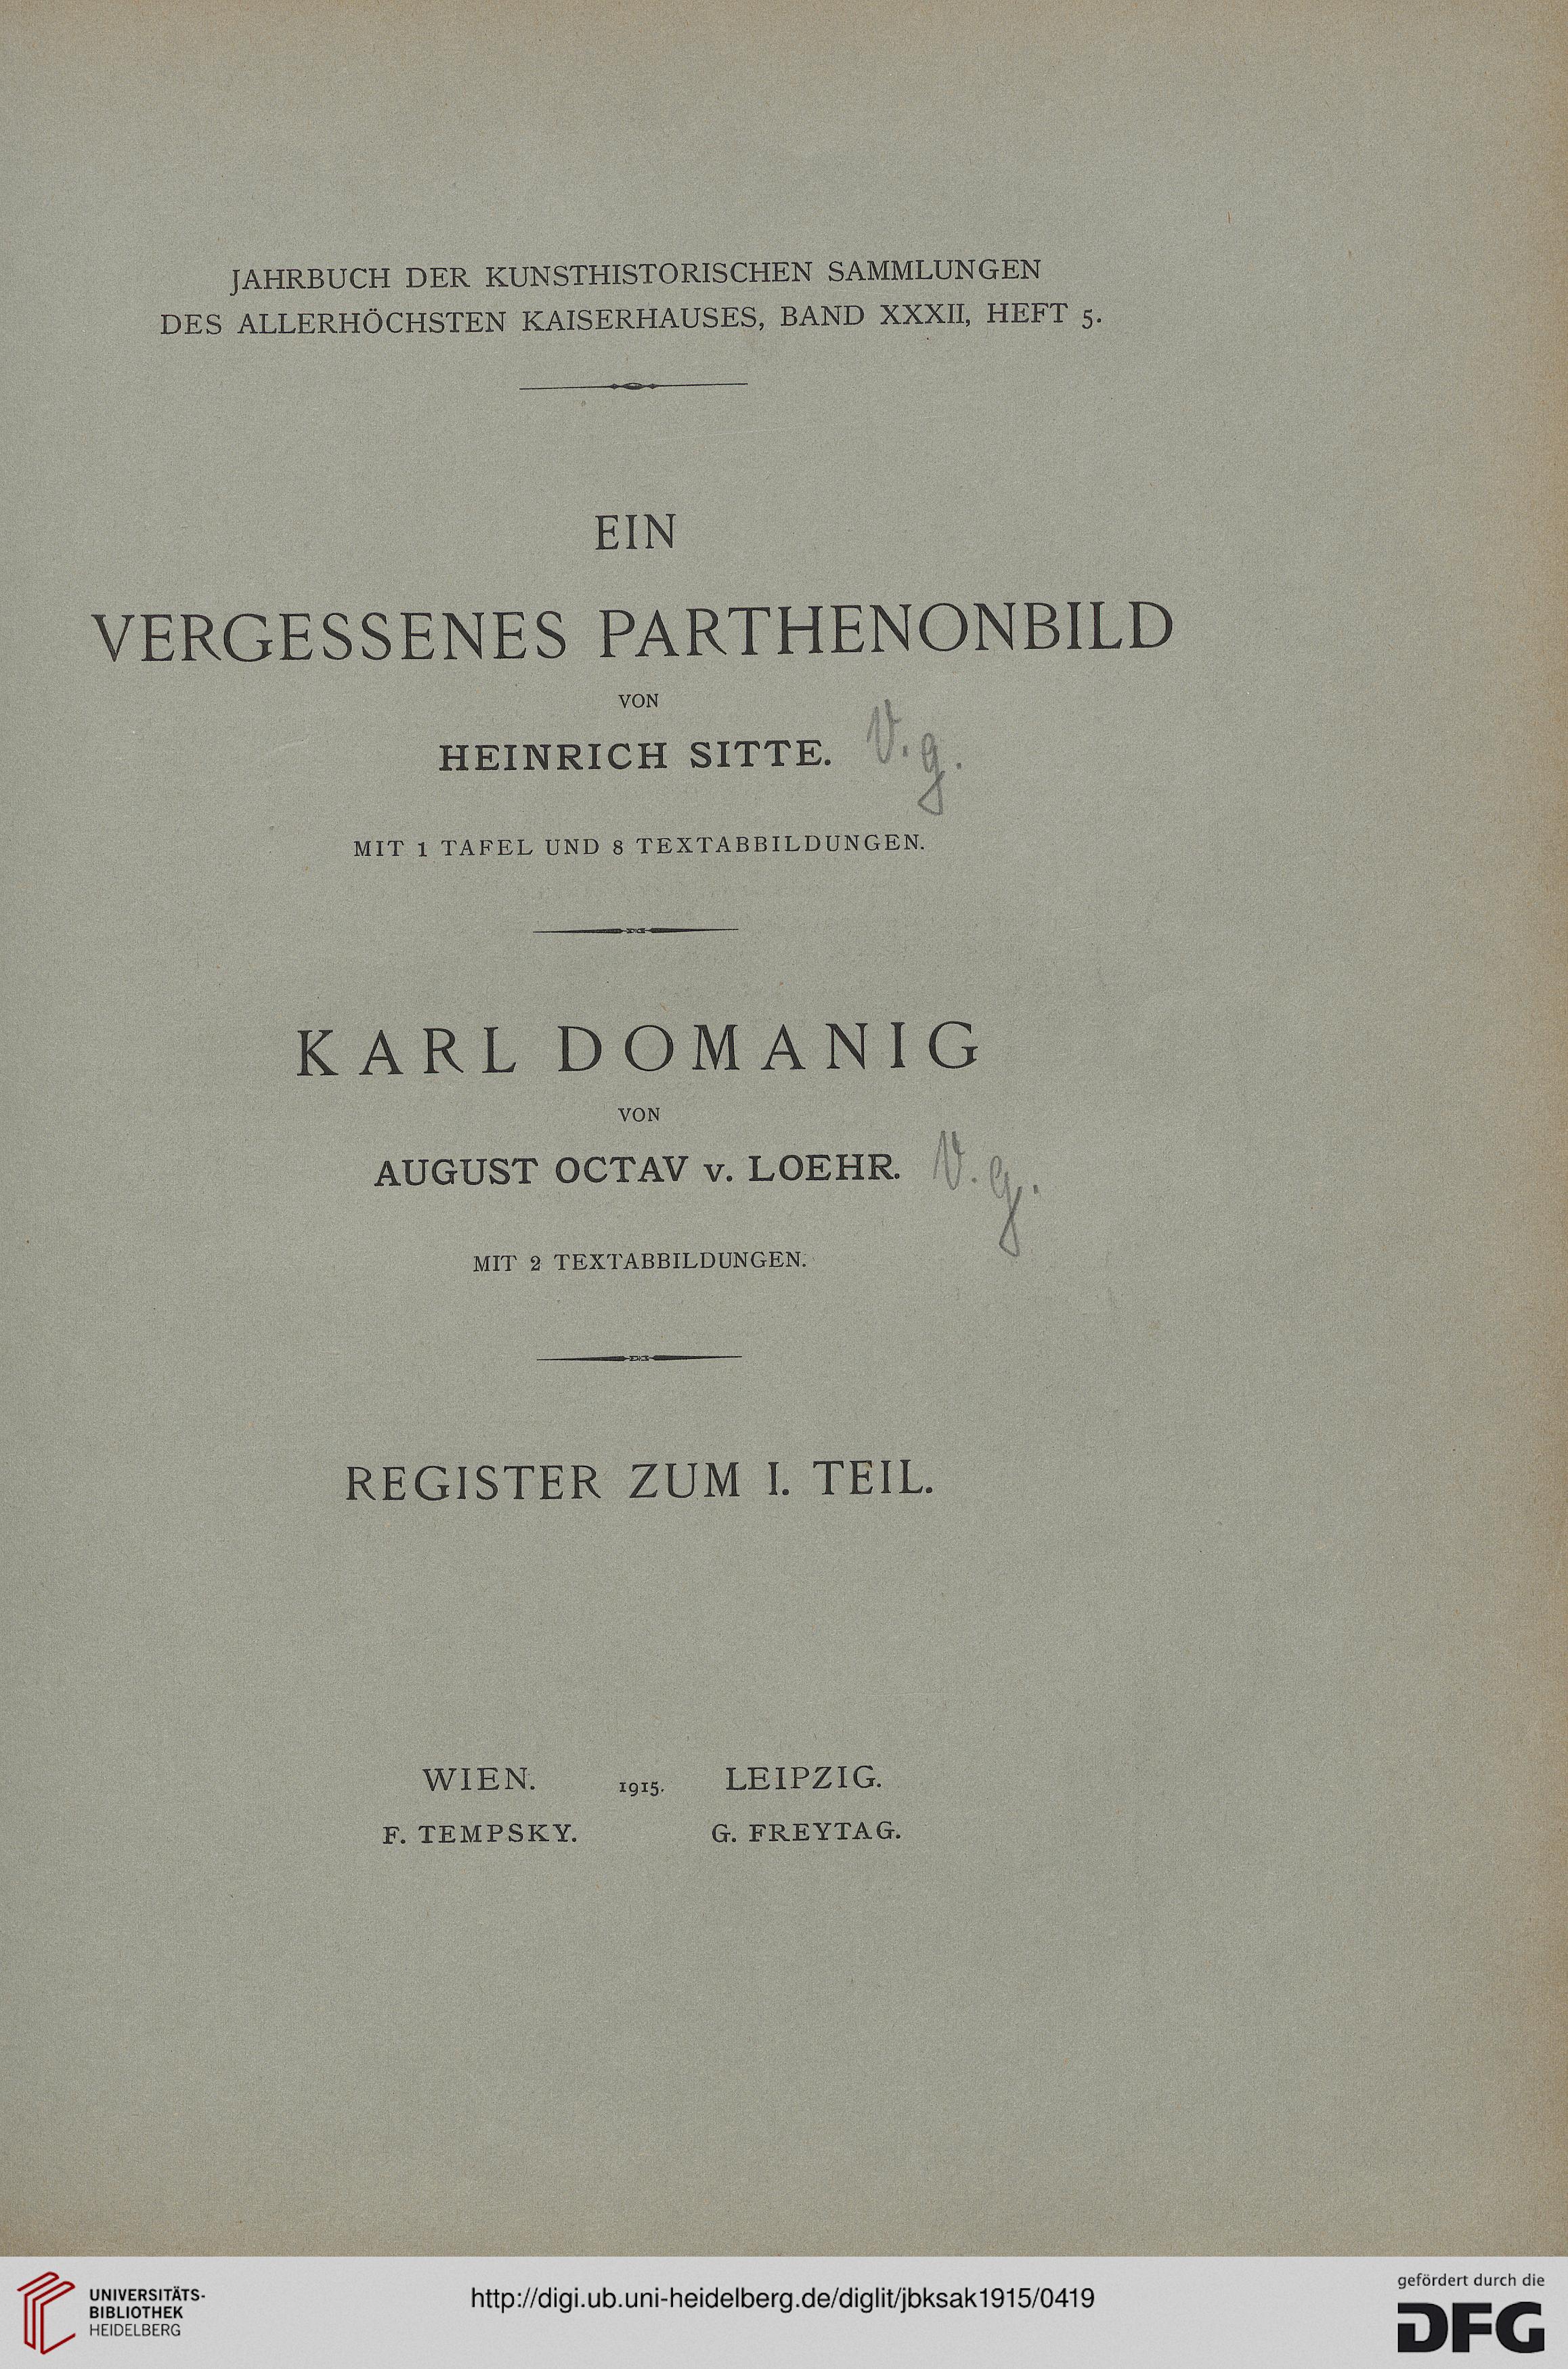 JAHRBUCH DER KUNSTHISTORISCHEN SAMMLUNGEN
DES ALLERHÖCHSTEN KAISERHAUSES, BAND XXXII, HEFT 5.
EIN
VERGESSENES PARTHENONBILD
VON
HEINRICH SITTE. V. g.
MIT 1 TAFEL UND 8 TEXTABBILDUNGEN.
KARL DOMANIG
VON
AUGUST OCTAV v. LOEHR. V. g.
MIT 2 TEXTABBILDUNGEN.
REGISTER ZUM I. TEIL.
WIEN. 1915. LEIPZIG.
F. TEMPSKY. G. FREYTAG.
UNIVERSITÄTS-
BIBLIOTHEK
HEIDELBERG
http://digi.ub.uni-heidelberg.de/diglit/jbksak1915/0419
gefördert durch die
DFG